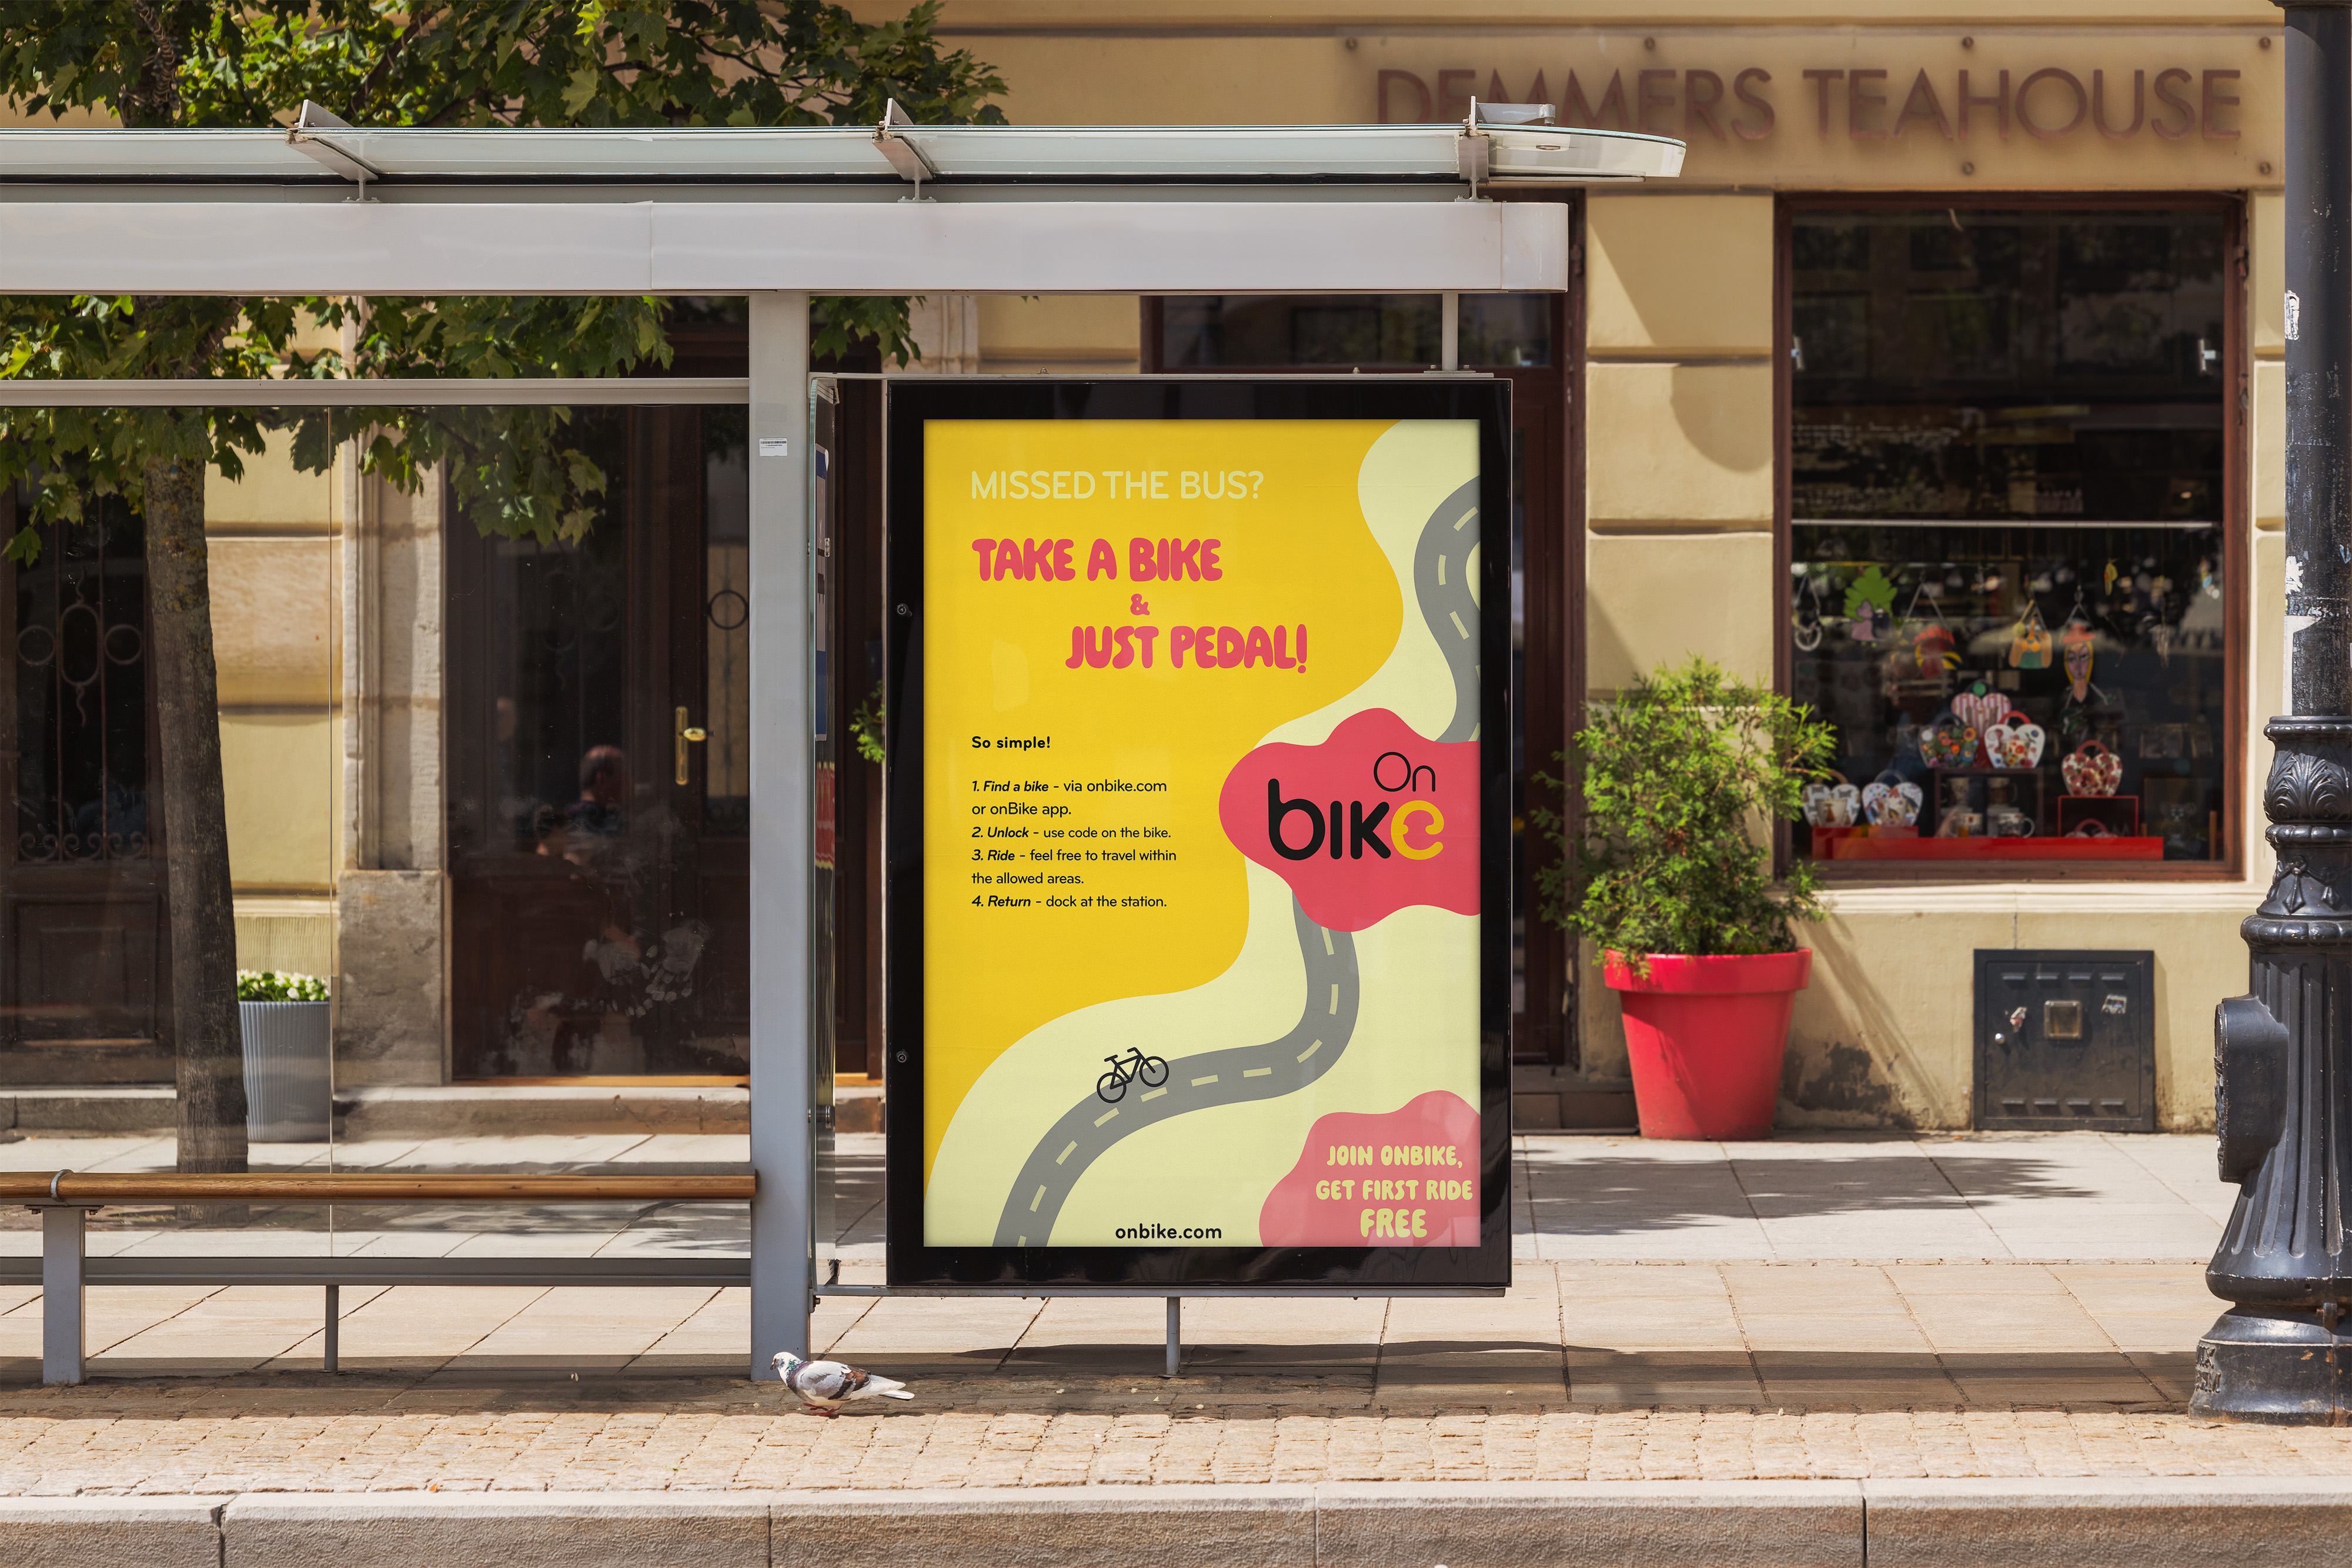 DEMMERS TEAHOUSE
MISSED THE BUS?
TAKE A BIKE
&
JUST PEDAL!
So simple!
1. Find a bike - via onbike.com
or onBike app.
2. Unlock - use code on the bike.
3. Ride - feel free to travel within
the allowed areas.
4. Return - dock at the station.
On
bike
JOIN ONBIKE,
GET FIRST RIDE
FREE
onbike.com